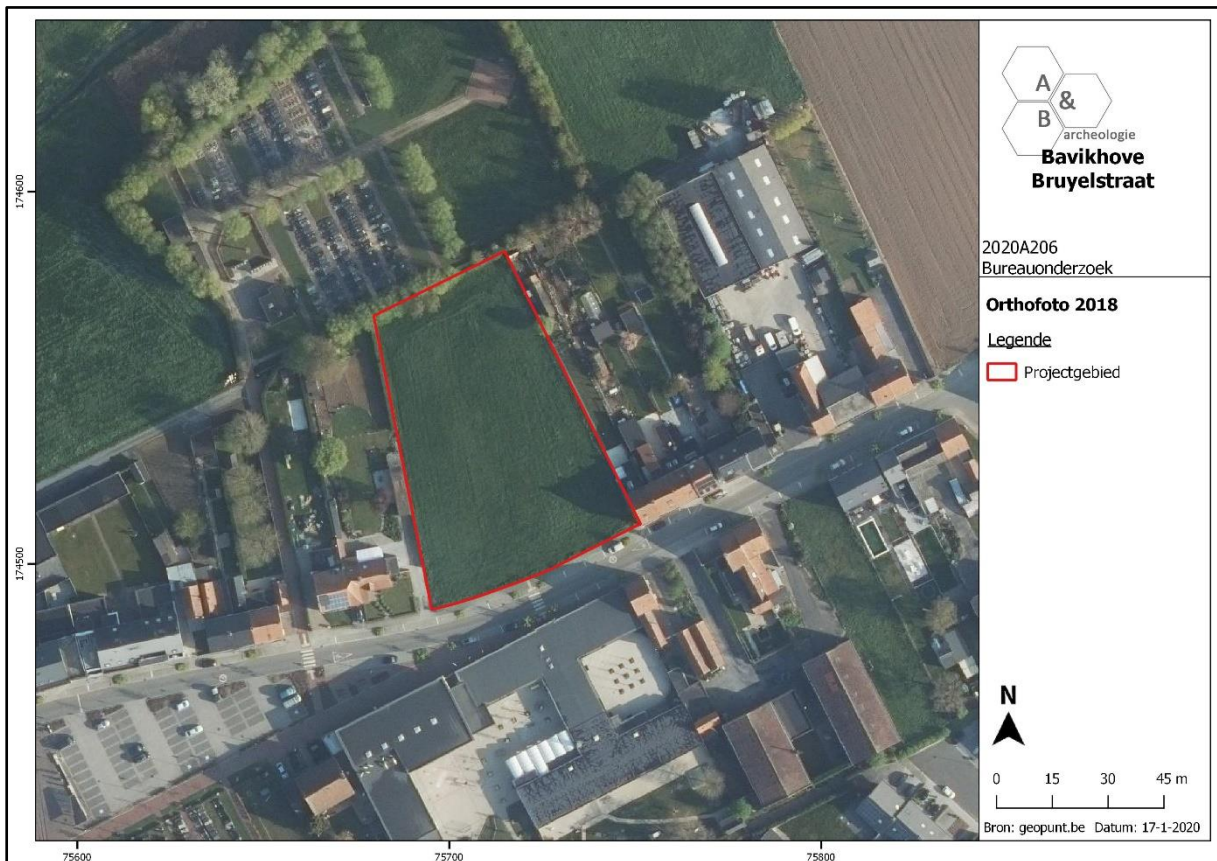 A
&
B
archeologie
Bavikhove
Bruyelstraat
2020A206
Bureauonderzoek
Orthofoto 2018
Legende
Projectgebied
N
0 15 30 45 m
Bron: geopunt.be Datum: 17-1-2020
174600
174500
75600 75700 75800